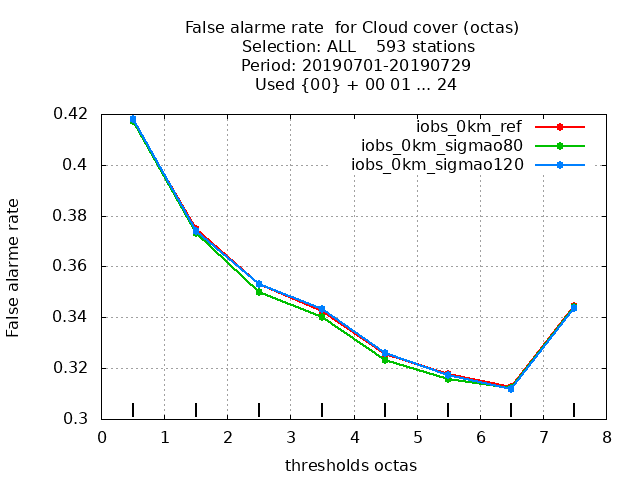 False alarme rate  for Cloud cover (octas)
Selection: ALL    593 stations
Period: 20190701-20190729
Used {00} + 00 01 ... 24
0.42
0.4
0.38
0.36
0.34
0.32
0.3
False alarme rate
iobs_0km_ref
iobs_0km_sigmao80
iobs_0km_sigmao120
0 1 2 3 4 5 6 7 8
thresholds octas